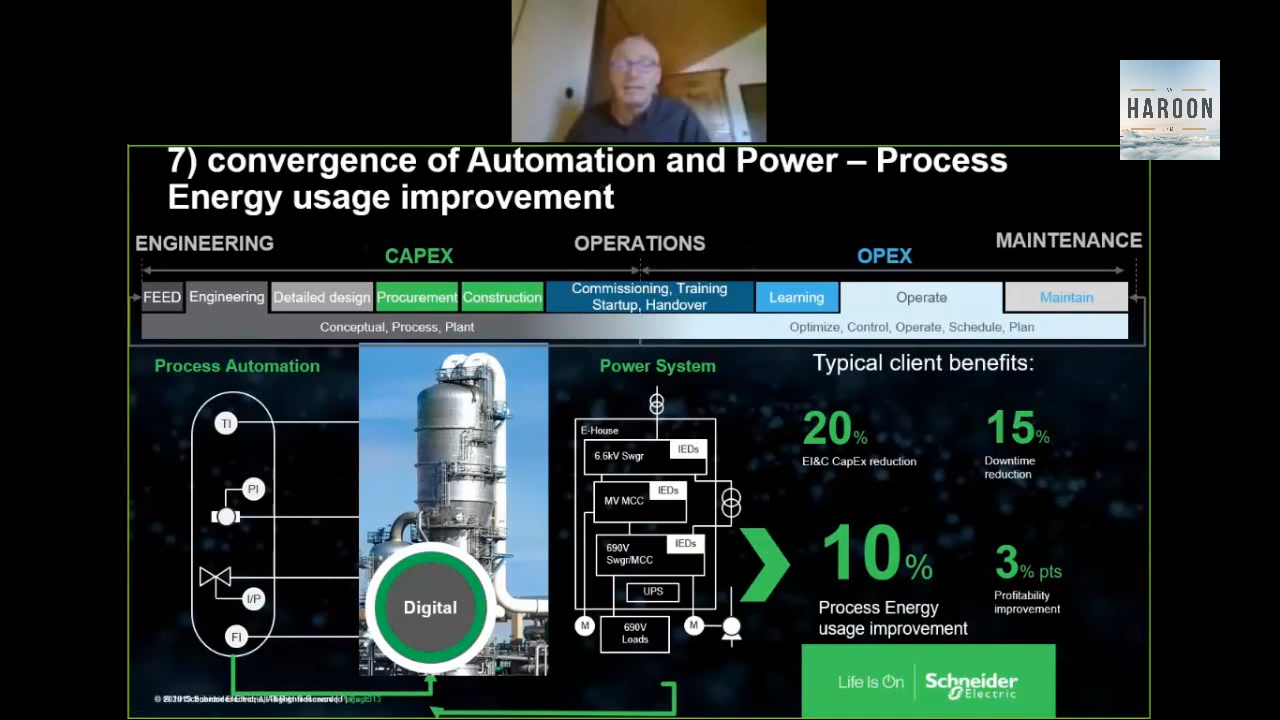 HAROON
7) convergence of Automation and Power – Process
Energy usage improvement
ENGINEERING
CAPEX
OPERATIONS
OPEX
MAINTENANCE
FEED
Engineering
Detailed design
Procurement
Construction
Commissioning, Training
Startup, Handover
Learning
Operate
Maintain
Conceptual, Process, Plant
Optimize, Control, Operate, Schedule, Plan
Process Automation
TI
PI
I/P
FI
Digital
Power System
E-House
6.6kV Swgr
IEDs
MV MCC
IEDs
690V
Swgr/MCC
IEDs
UPS
M
690V
Loads
M
Typical client benefits:
20%
EI&C CapEx reduction
15%
Downtime
reduction
10%
Process Energy
usage improvement
3% pts
Profitability
improvement
Life Is On
Schneider
Electric